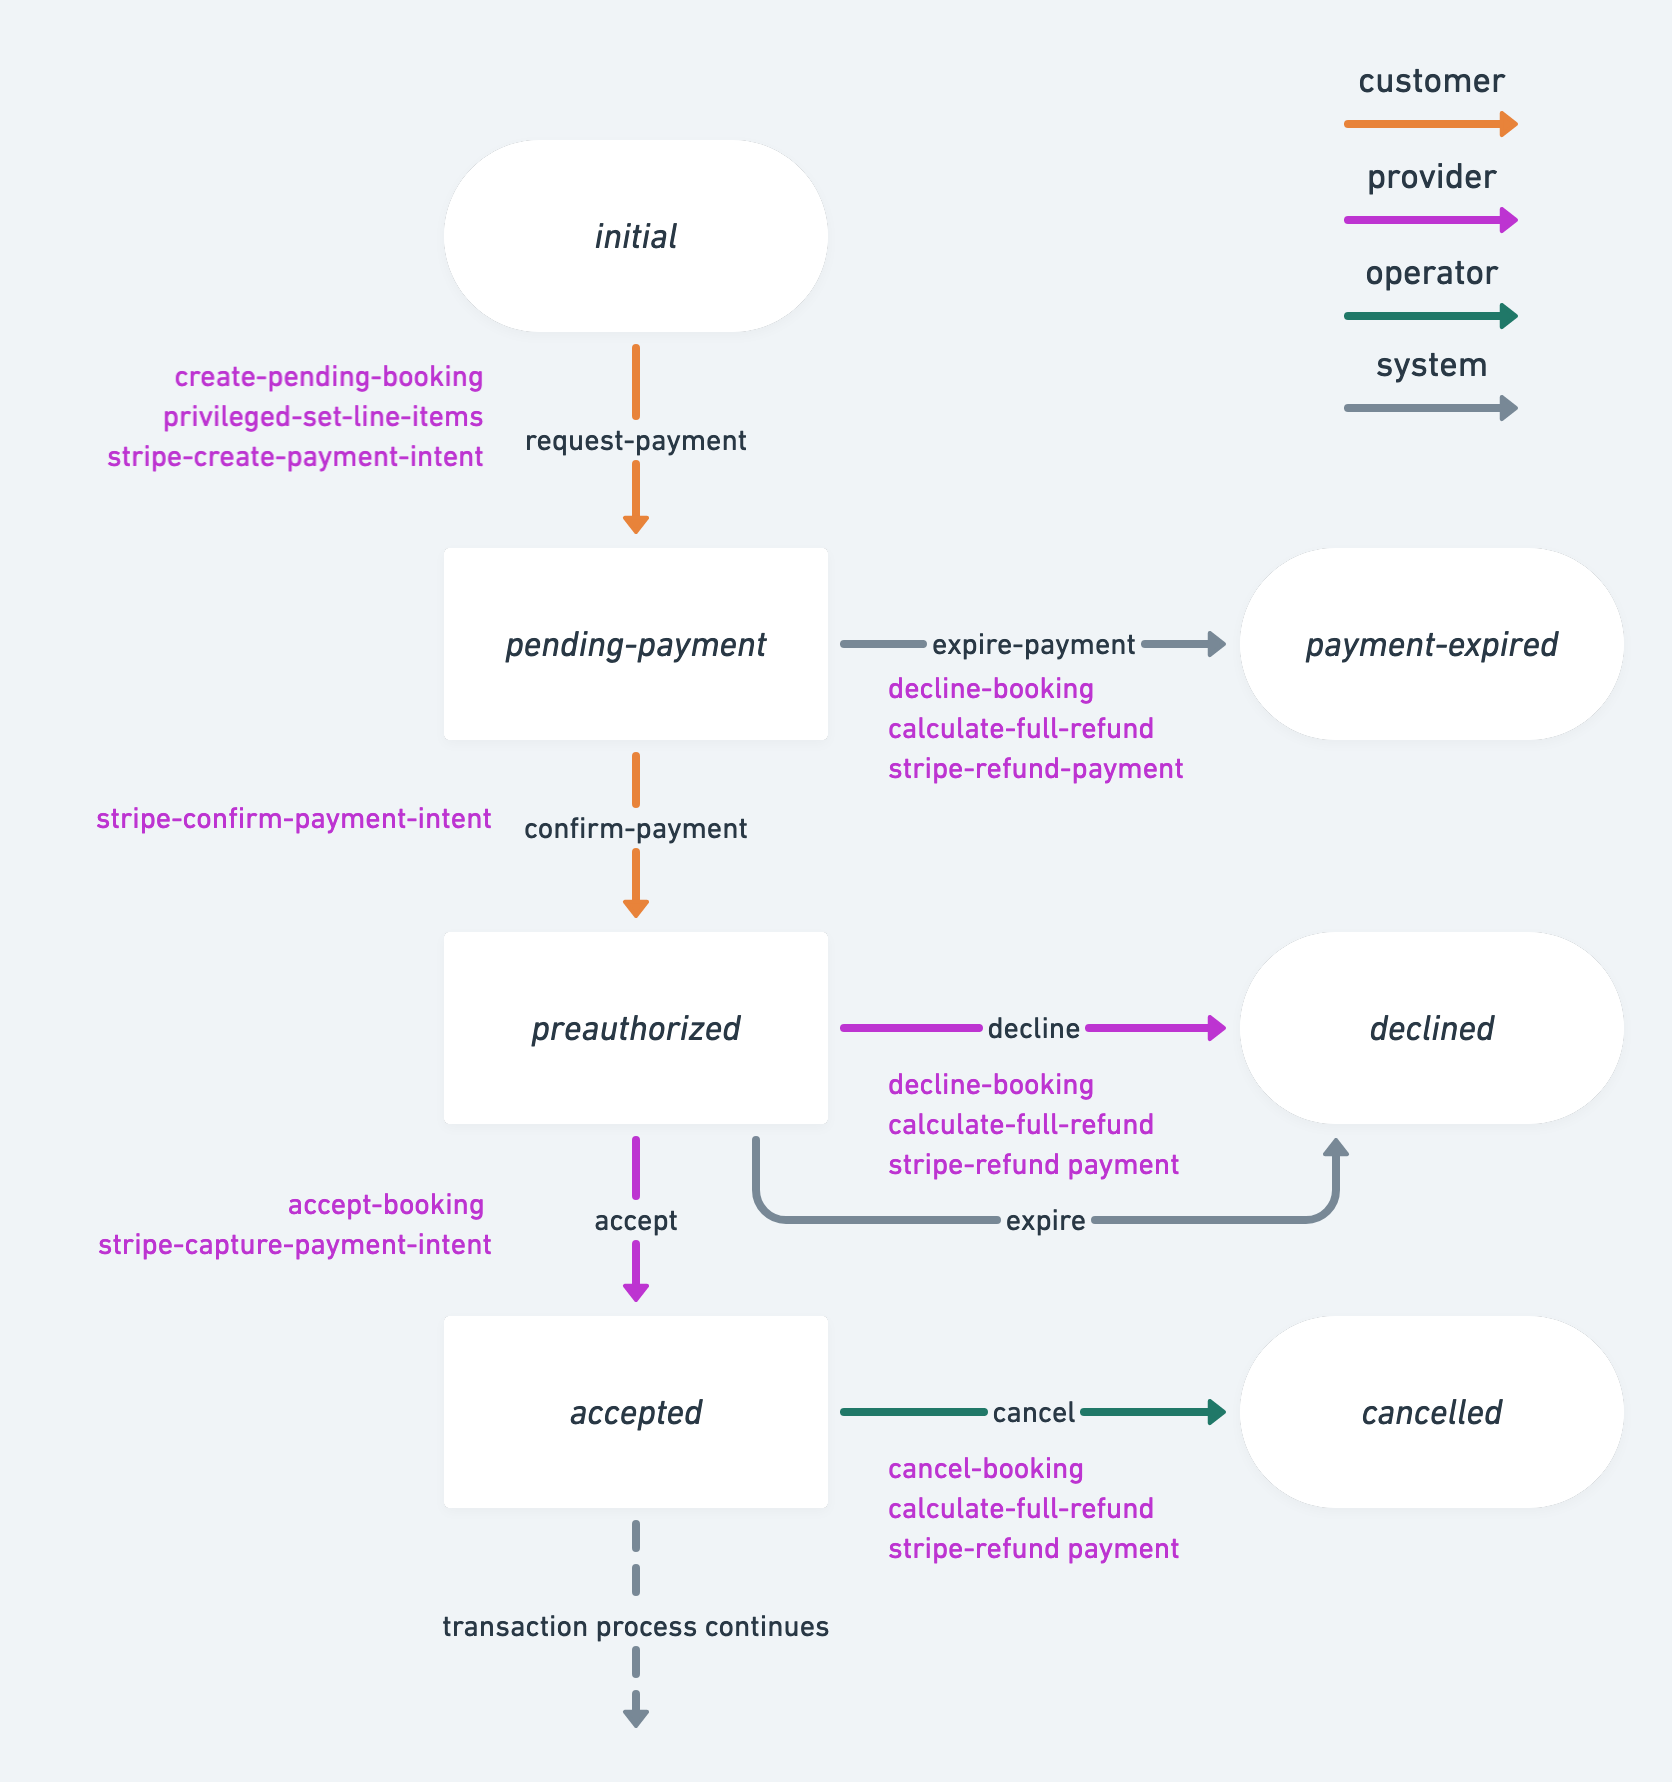 customer
provider
operator
system
initial
create-pending-booking
privileged-set-line-items
stripe-create-payment-intent
request-payment
pending-payment
expire-payment
decline-booking
calculate-full-refund
stripe-refund-payment
payment-expired
stripe-confirm-payment-intent
confirm-payment
preauthorized
decline
decline-booking
calculate-full-refund
stripe-refund payment
declined
expire
accept-booking
stripe-capture-payment-intent
accept
accepted
cancel
cancel-booking
calculate-full-refund
stripe-refund payment
cancelled
transaction process continues